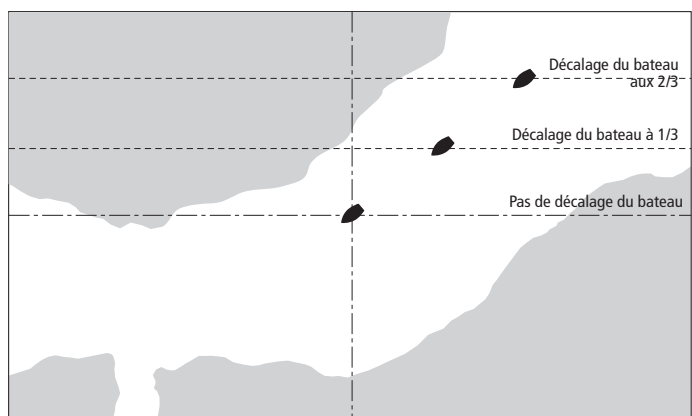 Décalage du bateau
aux 2/3
Décalage du bateau à 1/3
Pas de décalage du bateau